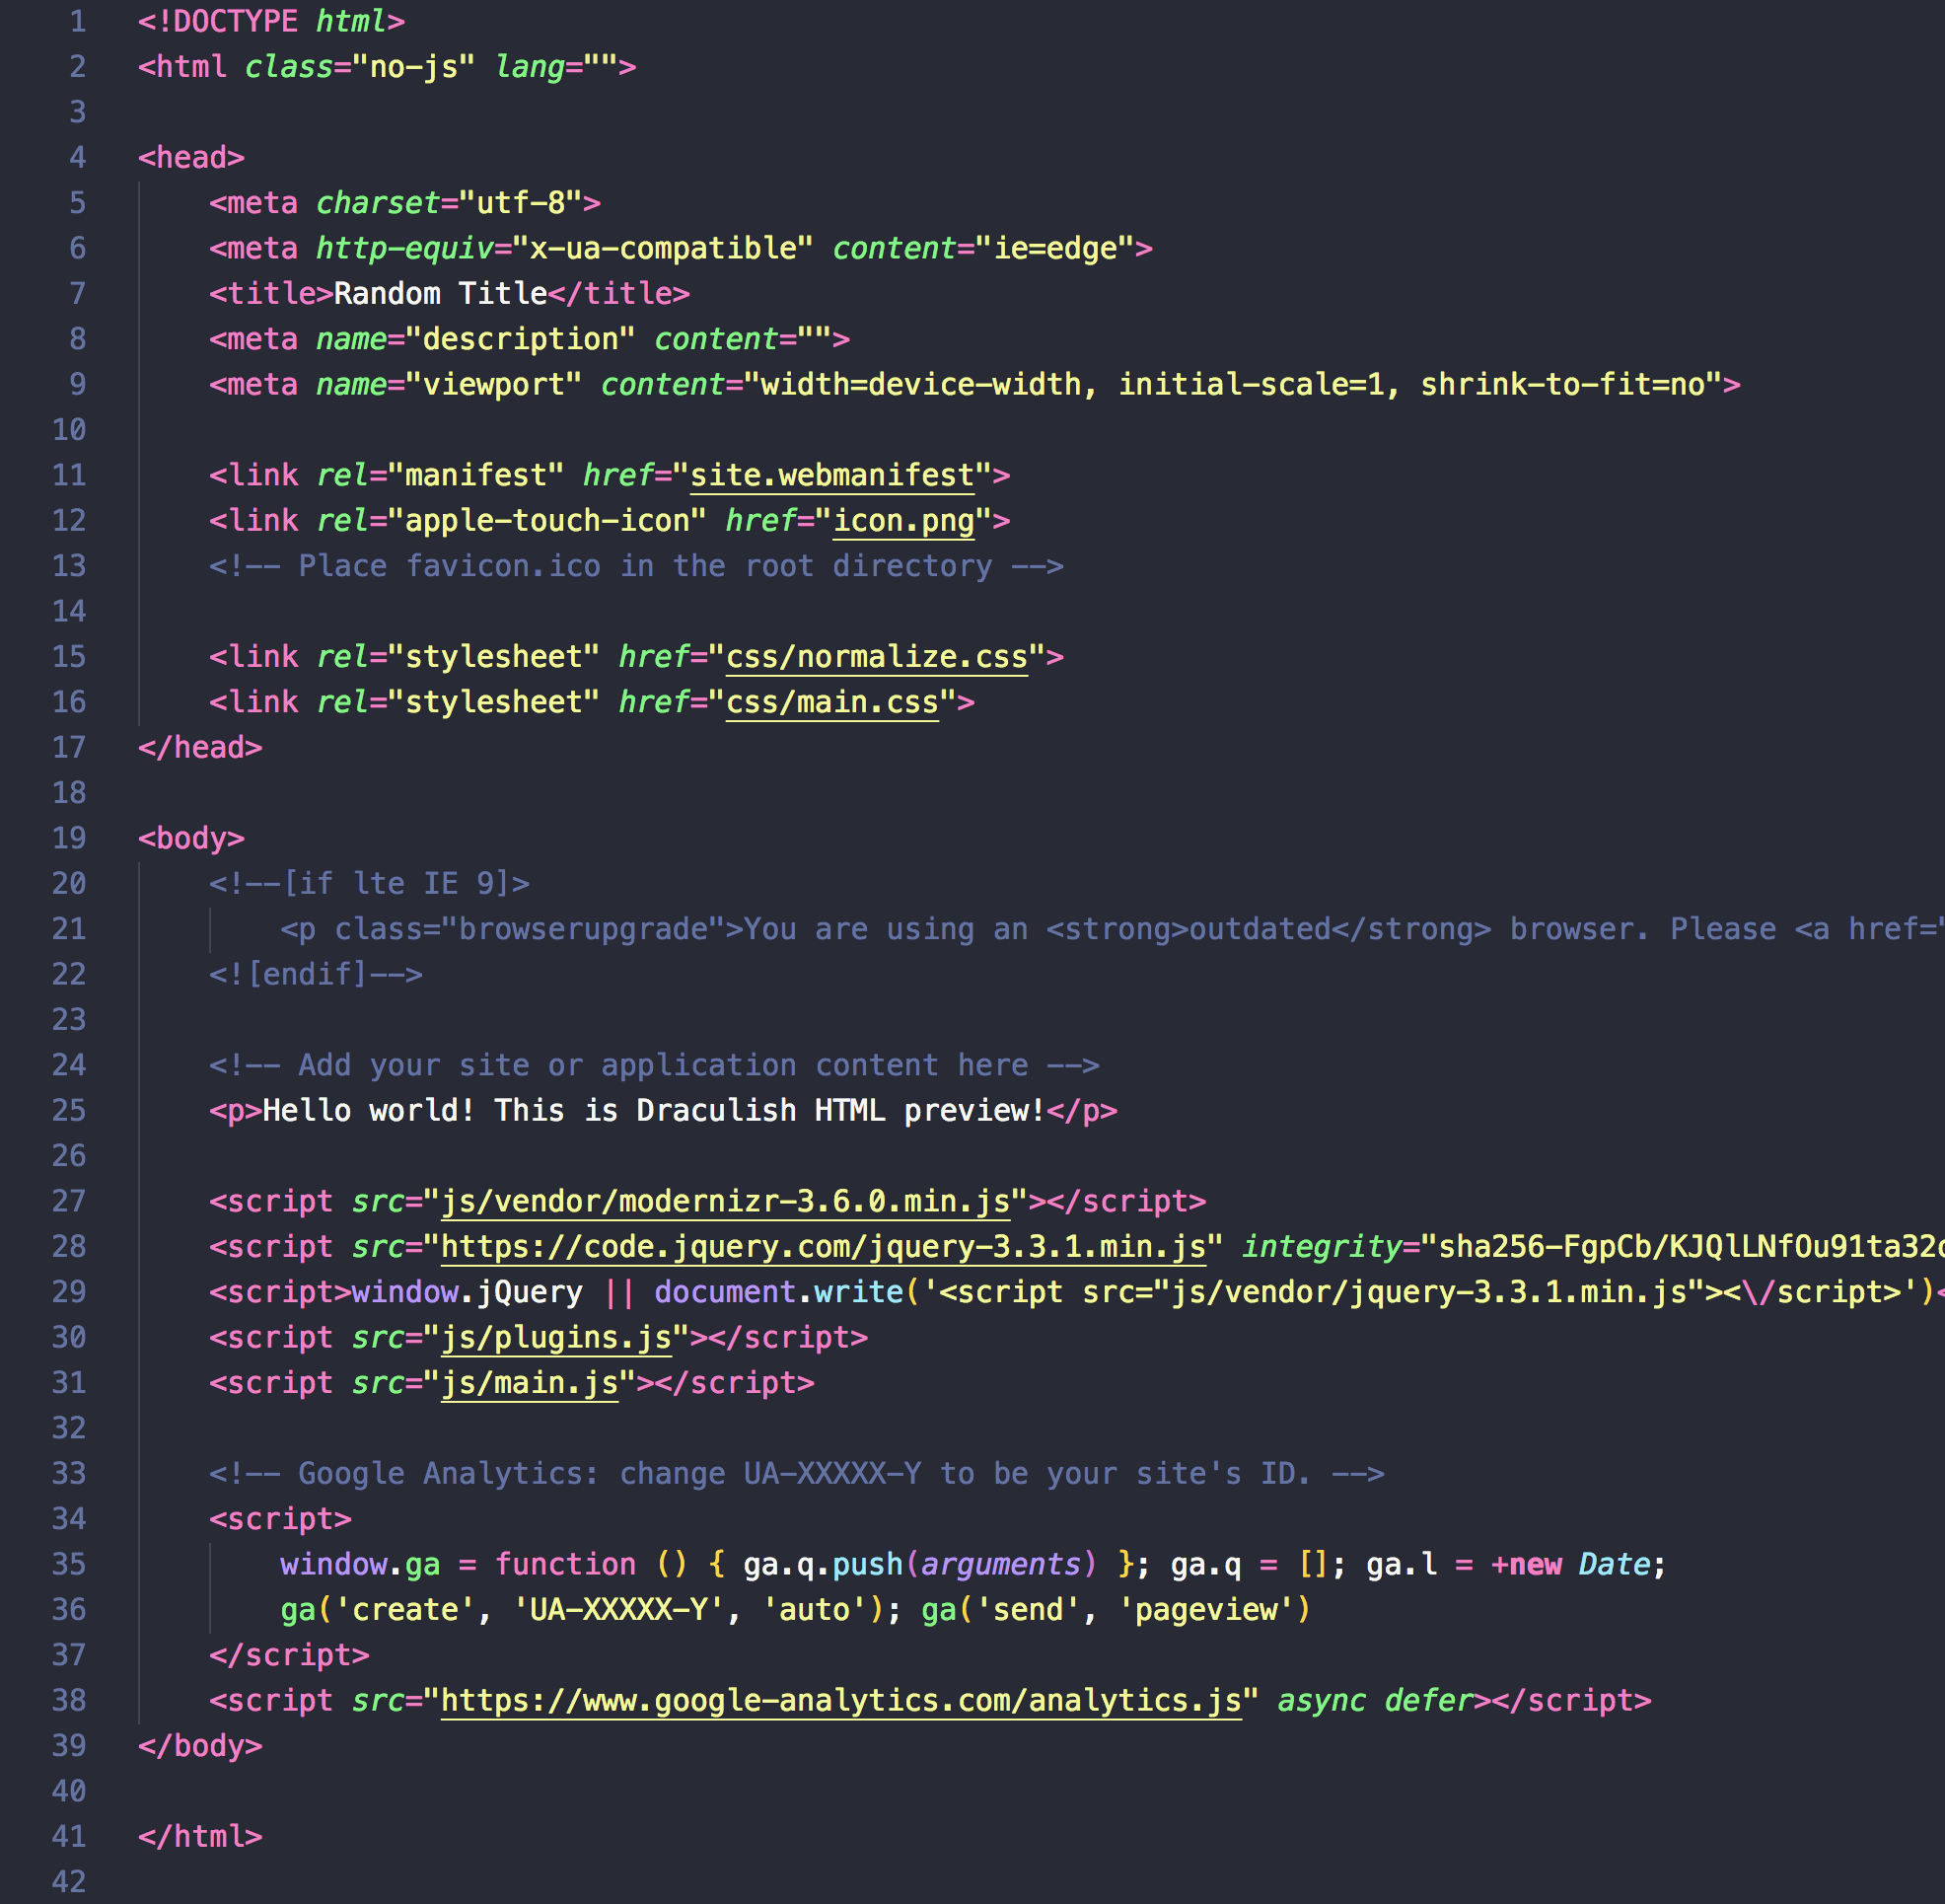 1 <!DOCTYPE html>
2 <html class="no-js" lang="">
3
4 <head>
5     <meta charset="utf-8">
6     <meta http-equiv="x-ua-compatible" content="ie=edge">
7     <title>Random Title</title>
8     <meta name="description" content="">
9     <meta name="viewport" content="width=device-width, initial-scale=1, shrink-to-fit=no">
10
11     <link rel="manifest" href="site.webmanifest">
12     <link rel="apple-touch-icon" href="icon.png">
13     <!-- Place favicon.ico in the root directory -->
14
15     <link rel="stylesheet" href="css/normalize.css">
16     <link rel="stylesheet" href="css/main.css">
17 </head>
18
19 <body>
20     <!--[if lte IE 9]>
21         <p class="browserupgrade">You are using an <strong>outdated</strong> browser. Please <a href="
22     <![endif]-->
23
24     <!-- Add your site or application content here -->
25     <p>Hello world! This is Draculish HTML preview!</p>
26
27     <script src="js/vendor/modernizr-3.6.0.min.js"></script>
28     <script src="https://code.jquery.com/jquery-3.3.1.min.js" integrity="sha256-FgpCb/KJQlLNfOu91ta32o
29     <script>window.jQuery || document.write('<script src="js/vendor/jquery-3.3.1.min.js"><\/script>')<
30     <script src="js/plugins.js"></script>
31     <script src="js/main.js"></script>
32
33     <!-- Google Analytics: change UA-XXXXX-Y to be your site's ID. -->
34     <script>
35         window.ga = function () { ga.q.push(arguments) }; ga.q = []; ga.l = +new Date;
36         ga('create', 'UA-XXXXX-Y', 'auto'); ga('send', 'pageview')
37     </script>
38     <script src="https://www.google-analytics.com/analytics.js" async defer></script>
39 </body>
40
41 </html>
42